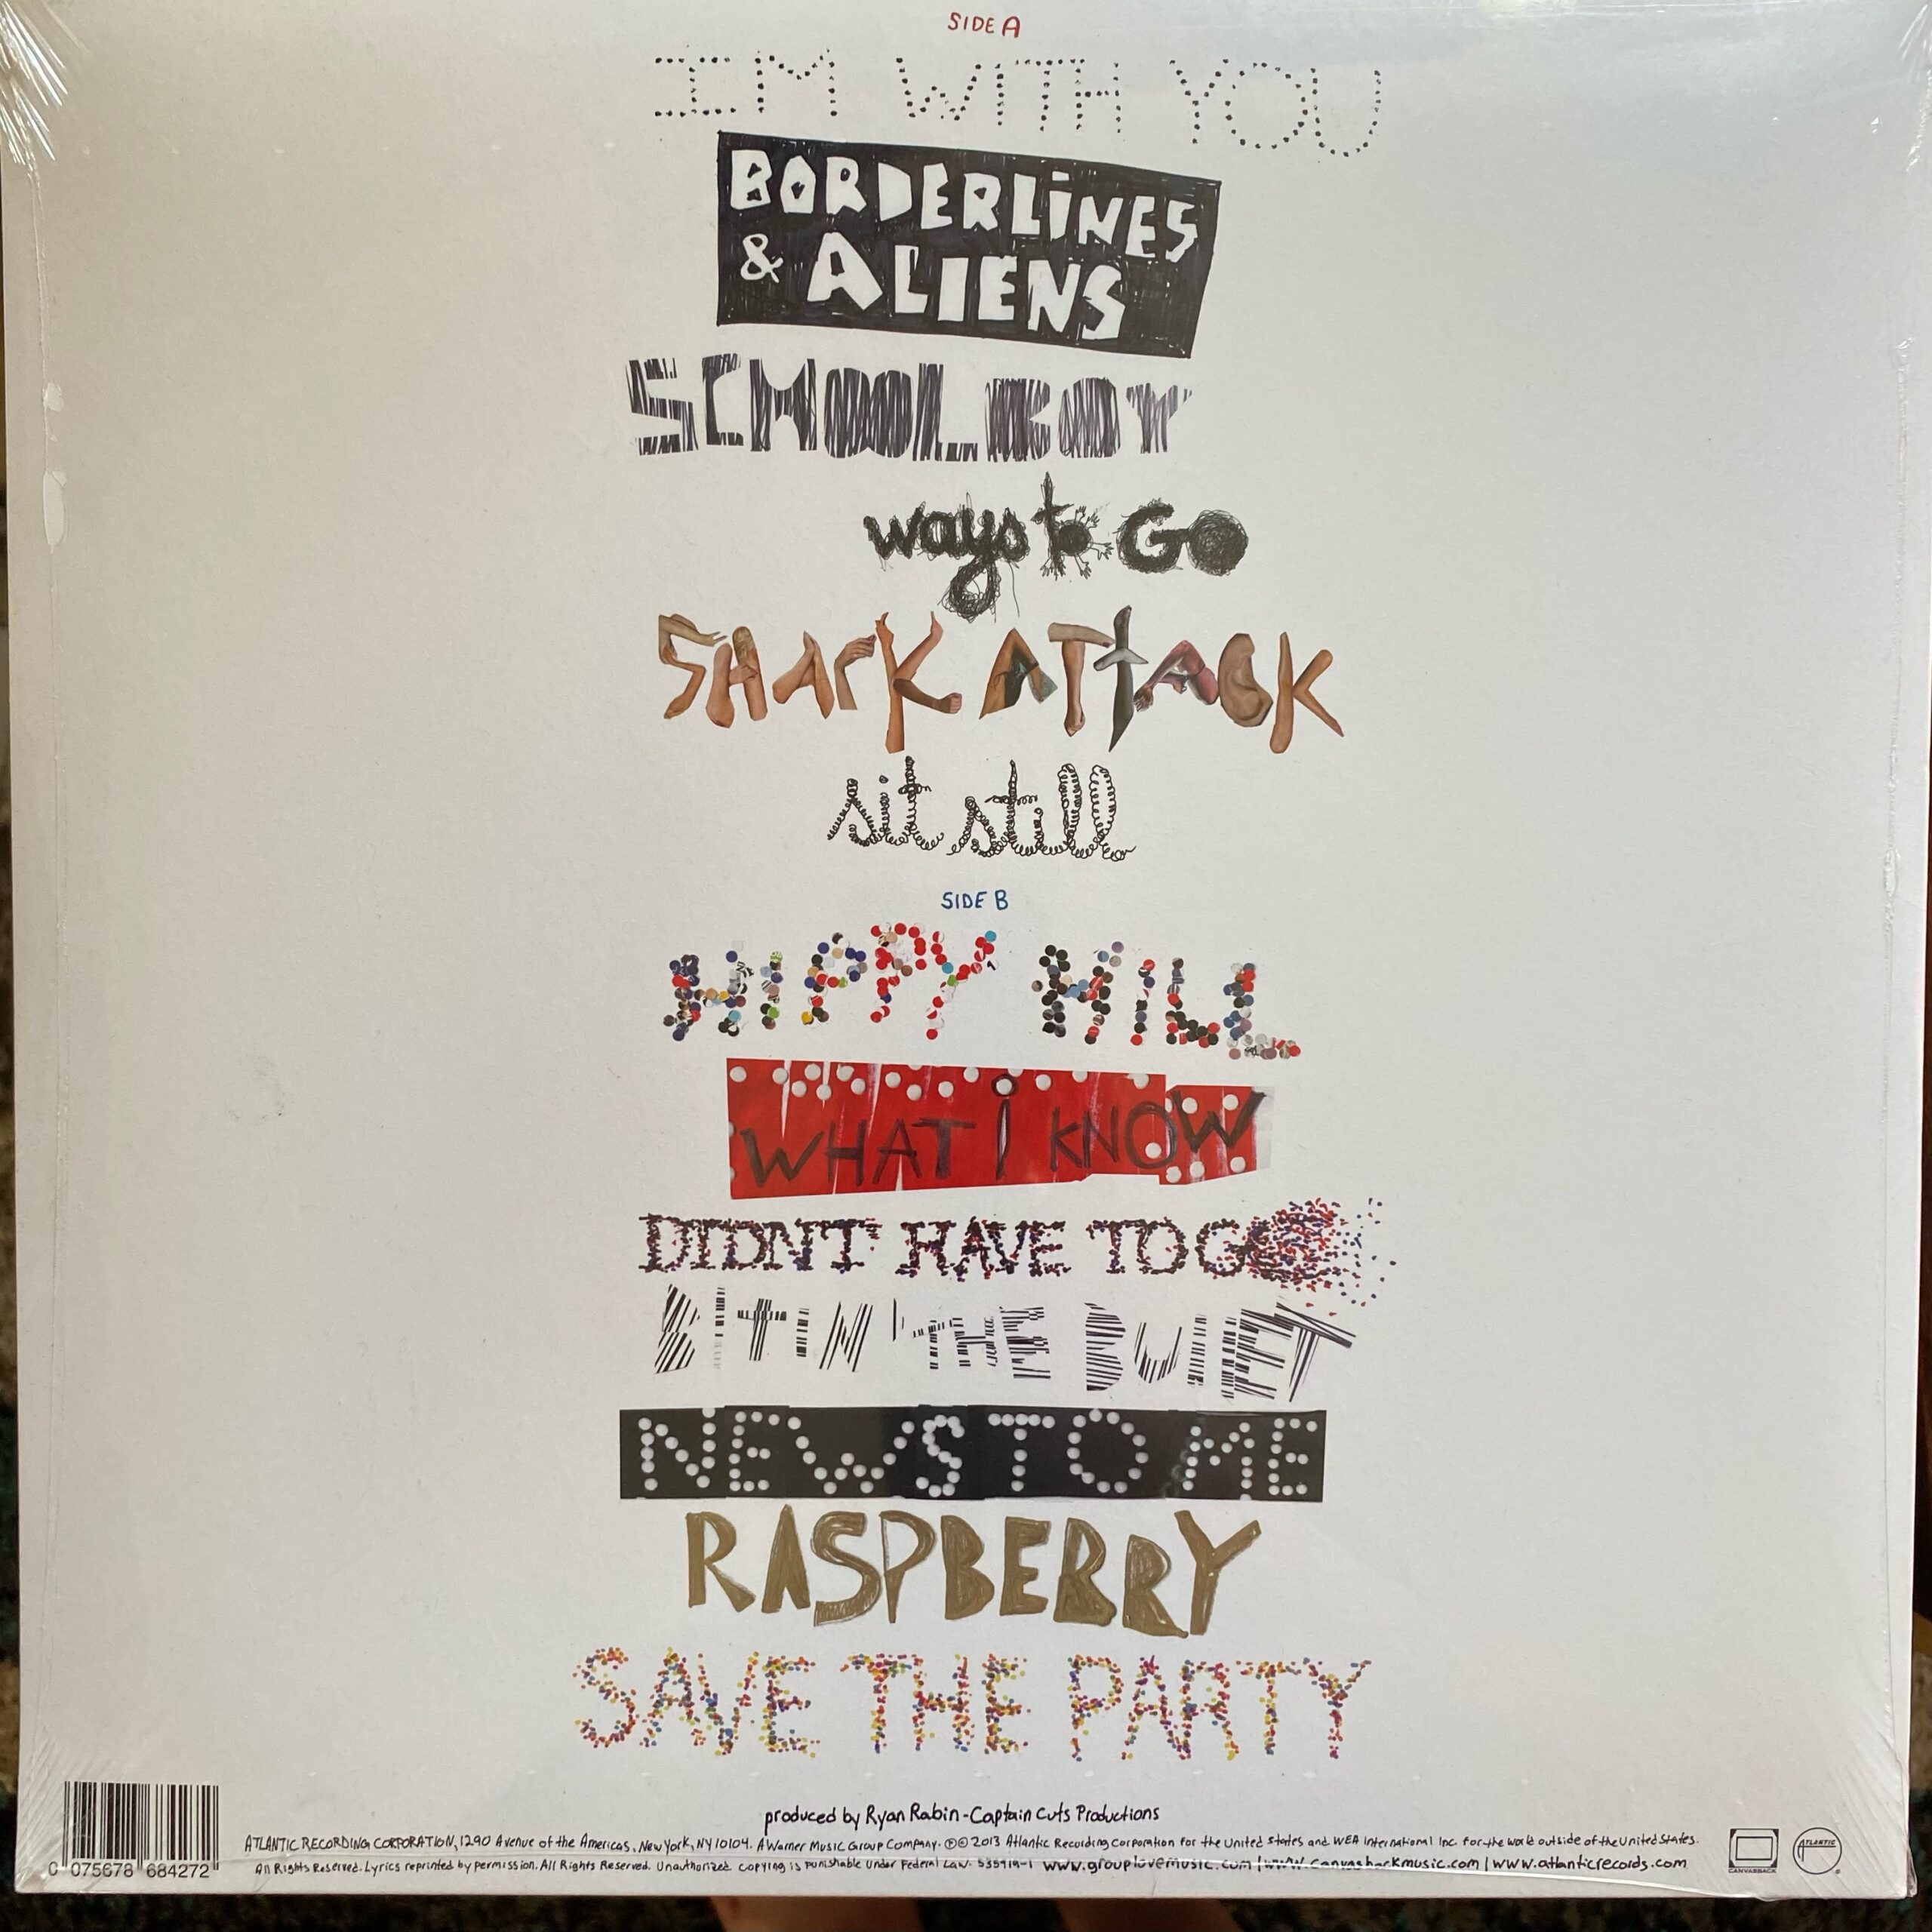 SIDE A
I'M WITH YOU
BORDERLiNES
& ALIENS
SCHOOLBOY
ways to GO
SHArK ATtACK
sit still
SIDE B
HIPPY HILL
WHAT i KNOW
DIDN'T HAVE TO GO
BITIN' THE BULLET
NEWS TO ME
RASPBERRY
SAVE THE PARTY
produced by Ryan Rabin - Captain Cuts Productions
ATLANTIC RECORDING CORPORATION, 1290 Avenue of the Americas, New York, NY 10104. A Warner Music Group Company. ℗© 2013 Atlantic Recording Corporation for the United States and WEA International Inc. for the world outside of the United States.
All Rights Reserved. Lyrics reprinted by permission. All Rights Reserved. Unauthorized copying is punishable under Federal Law. 535919-1 www.grouplovemusic.com | www.canvasbackmusic.com | www.atlanticrecords.com
0 075678 684272
CANVASBACK
ATLANTIC